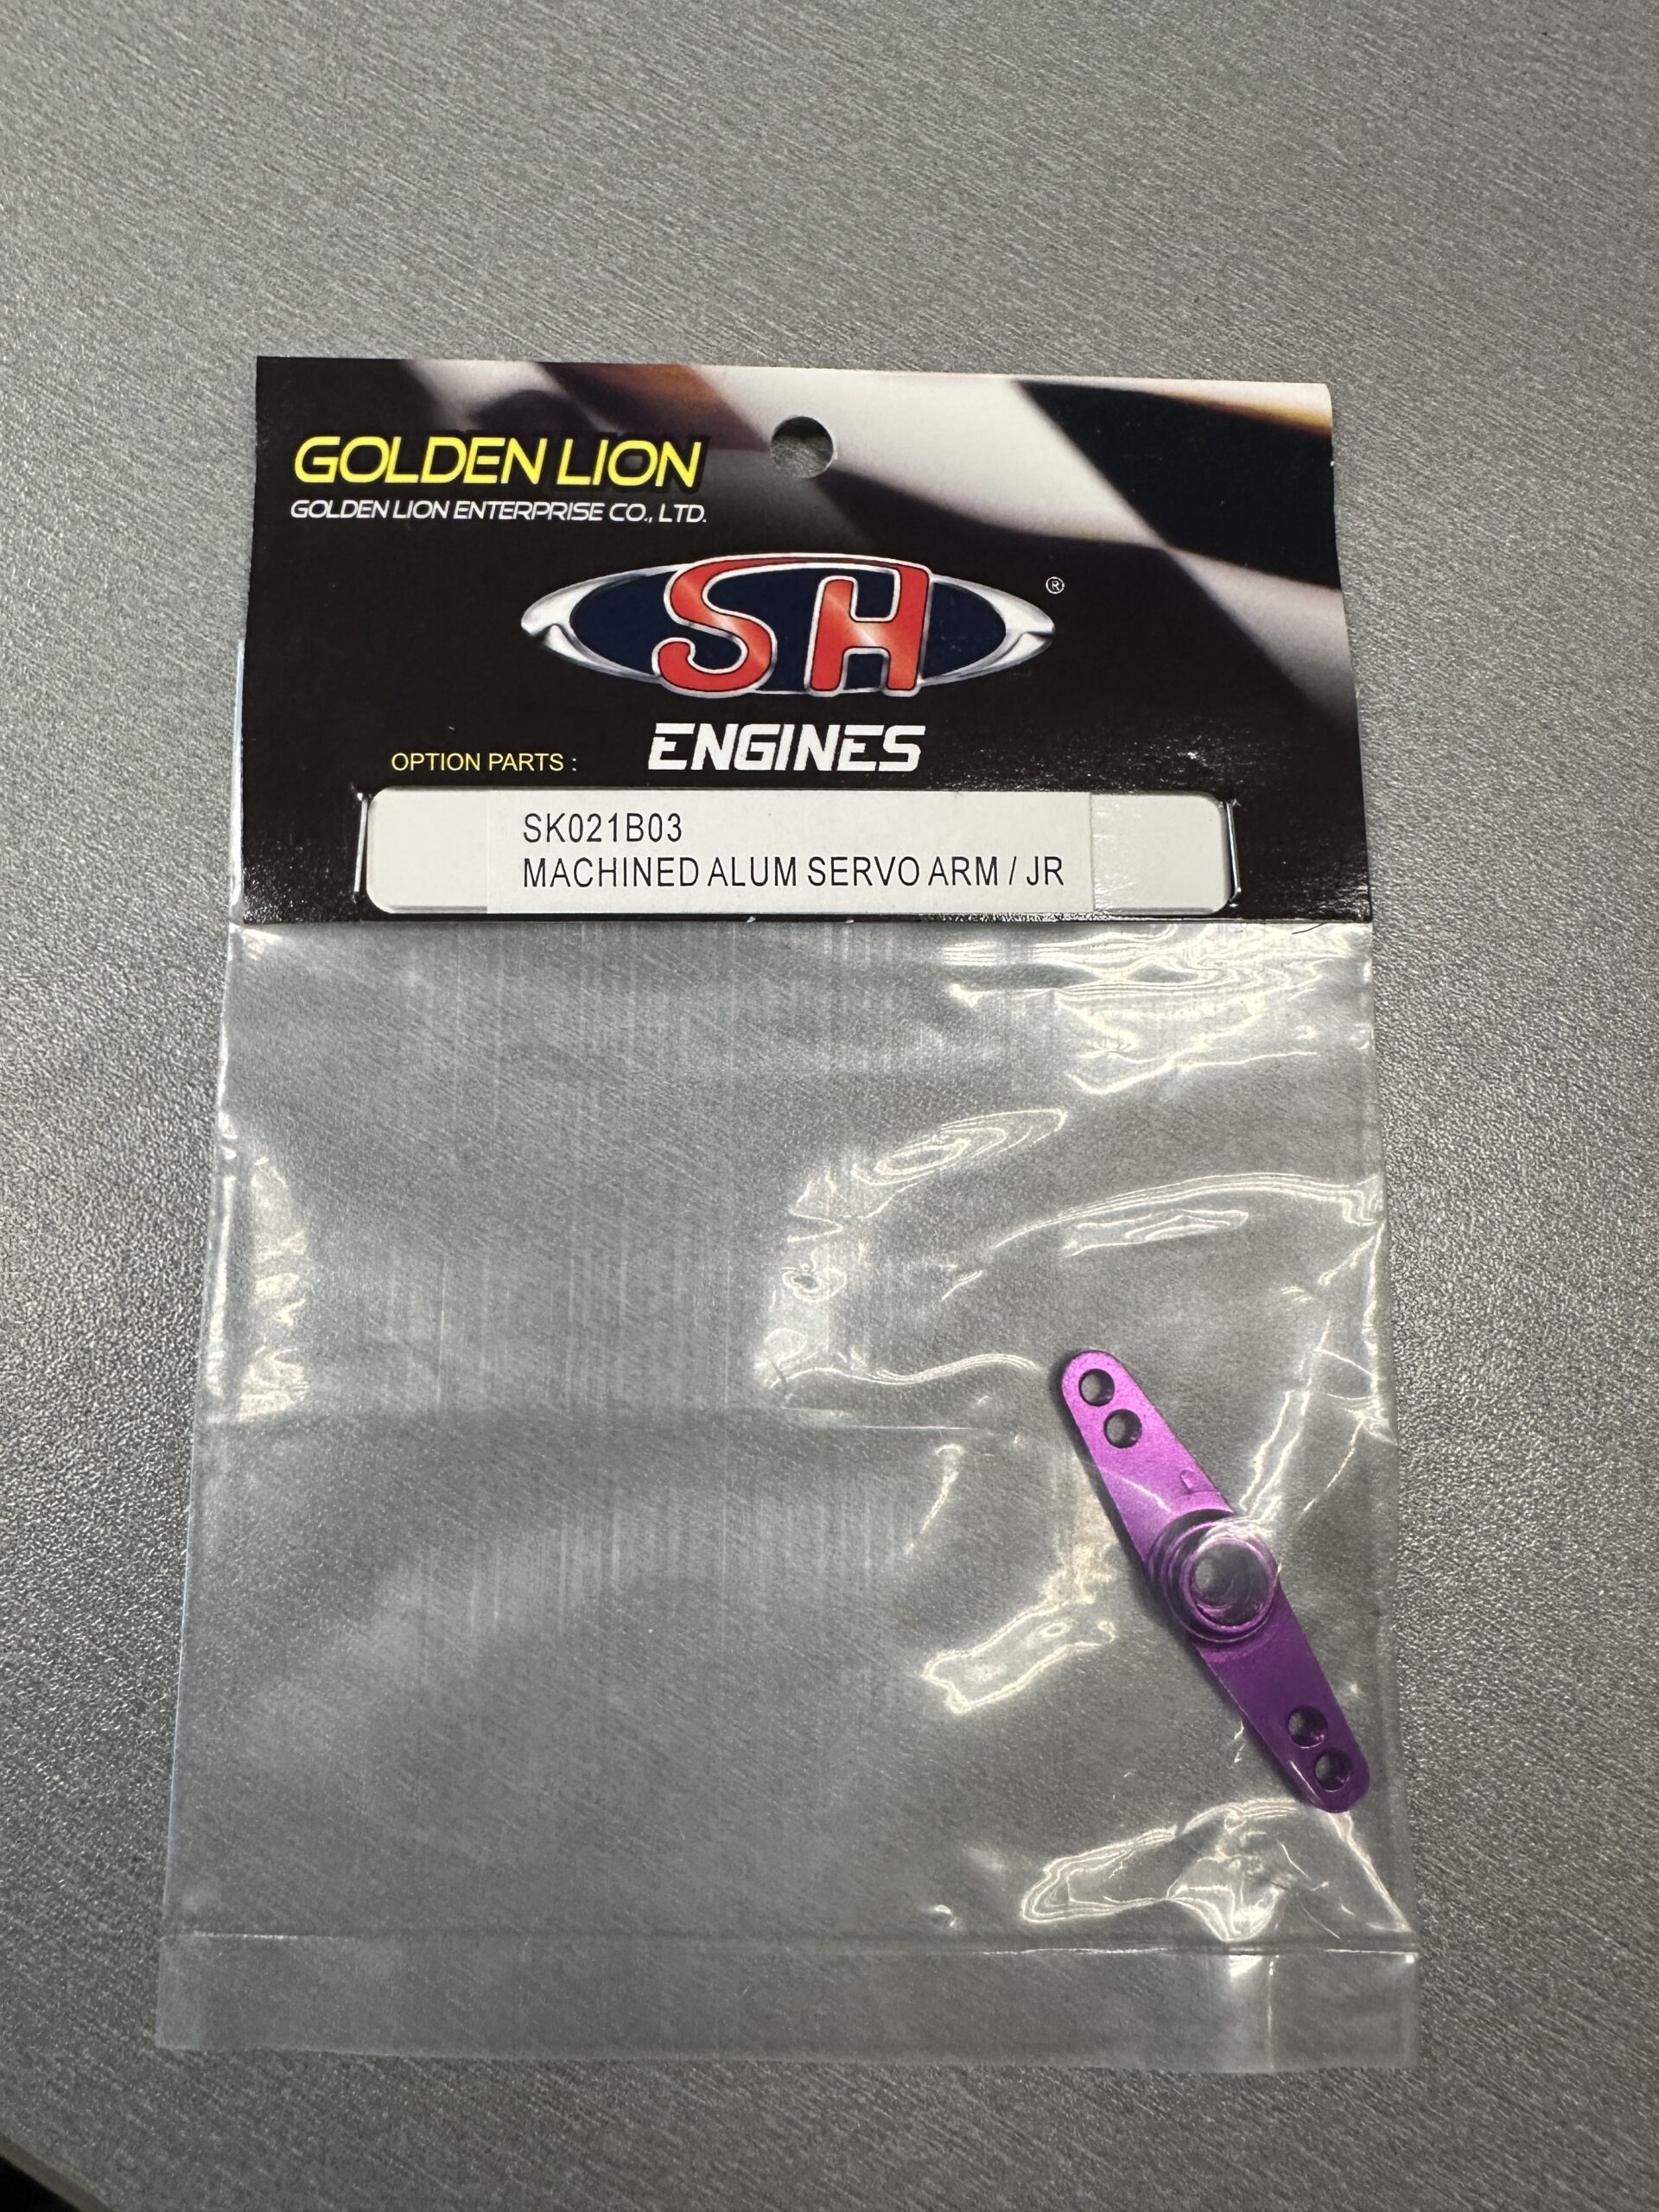 GOLDEN LION
GOLDEN LION ENTERPRISE CO., LTD.
SH ®
ENGINES
OPTION PARTS :
SK021B03
MACHINED ALUM SERVO ARM / JR